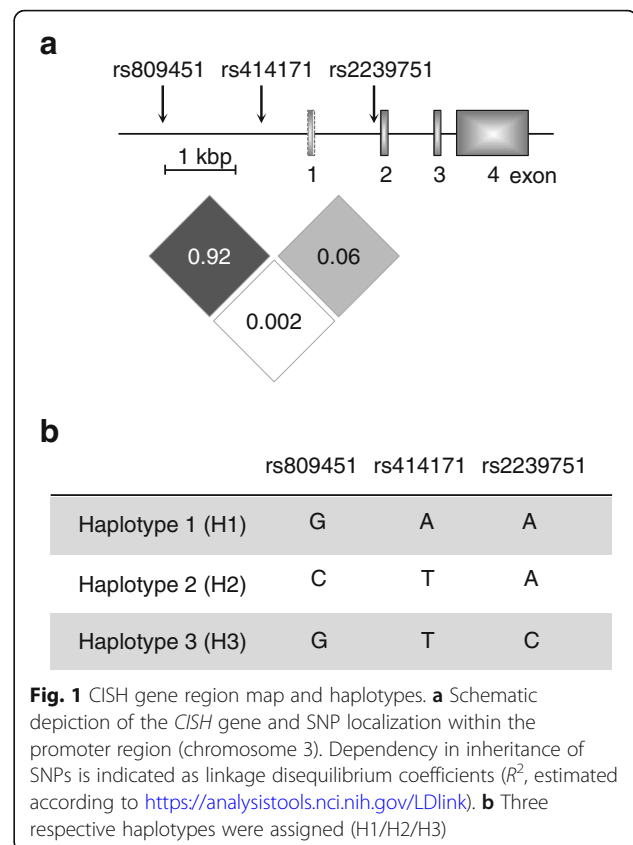 a
rs809451 rs414171 rs2239751
1 kbp
1 2 3 4 exon
0.92 0.06
0.002
b
rs809451 rs414171 rs2239751
Haplotype 1 (H1) G A A
Haplotype 2 (H2) C T A
Haplotype 3 (H3) G T C
Fig. 1 CISH gene region map and haplotypes. a Schematic
depiction of the CISH gene and SNP localization within the
promoter region (chromosome 3). Dependency in inheritance of
SNPs is indicated as linkage disequilibrium coefficients (R², estimated
according to https://analysistools.nci.nih.gov/LDlink). b Three
respective haplotypes were assigned (H1/H2/H3)